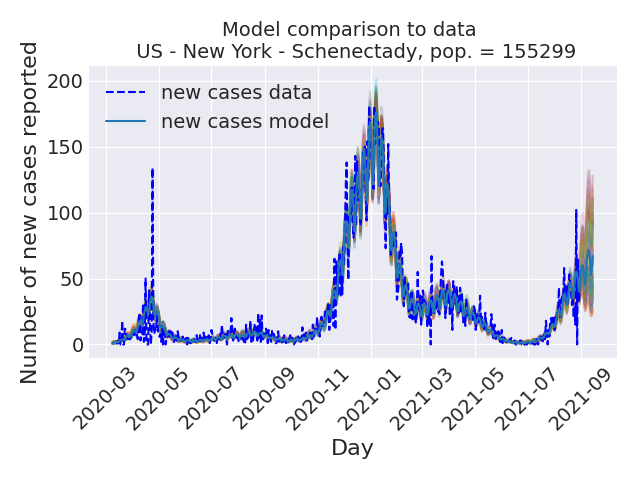 Model comparison to data
US - New York - Schenectady, pop. = 155299
Number of new cases reported
200
150
100
50
0
new cases data
new cases model
2020-03
2020-05
2020-07
2020-09
2020-11
2021-01
2021-03
2021-05
2021-07
2021-09
Day